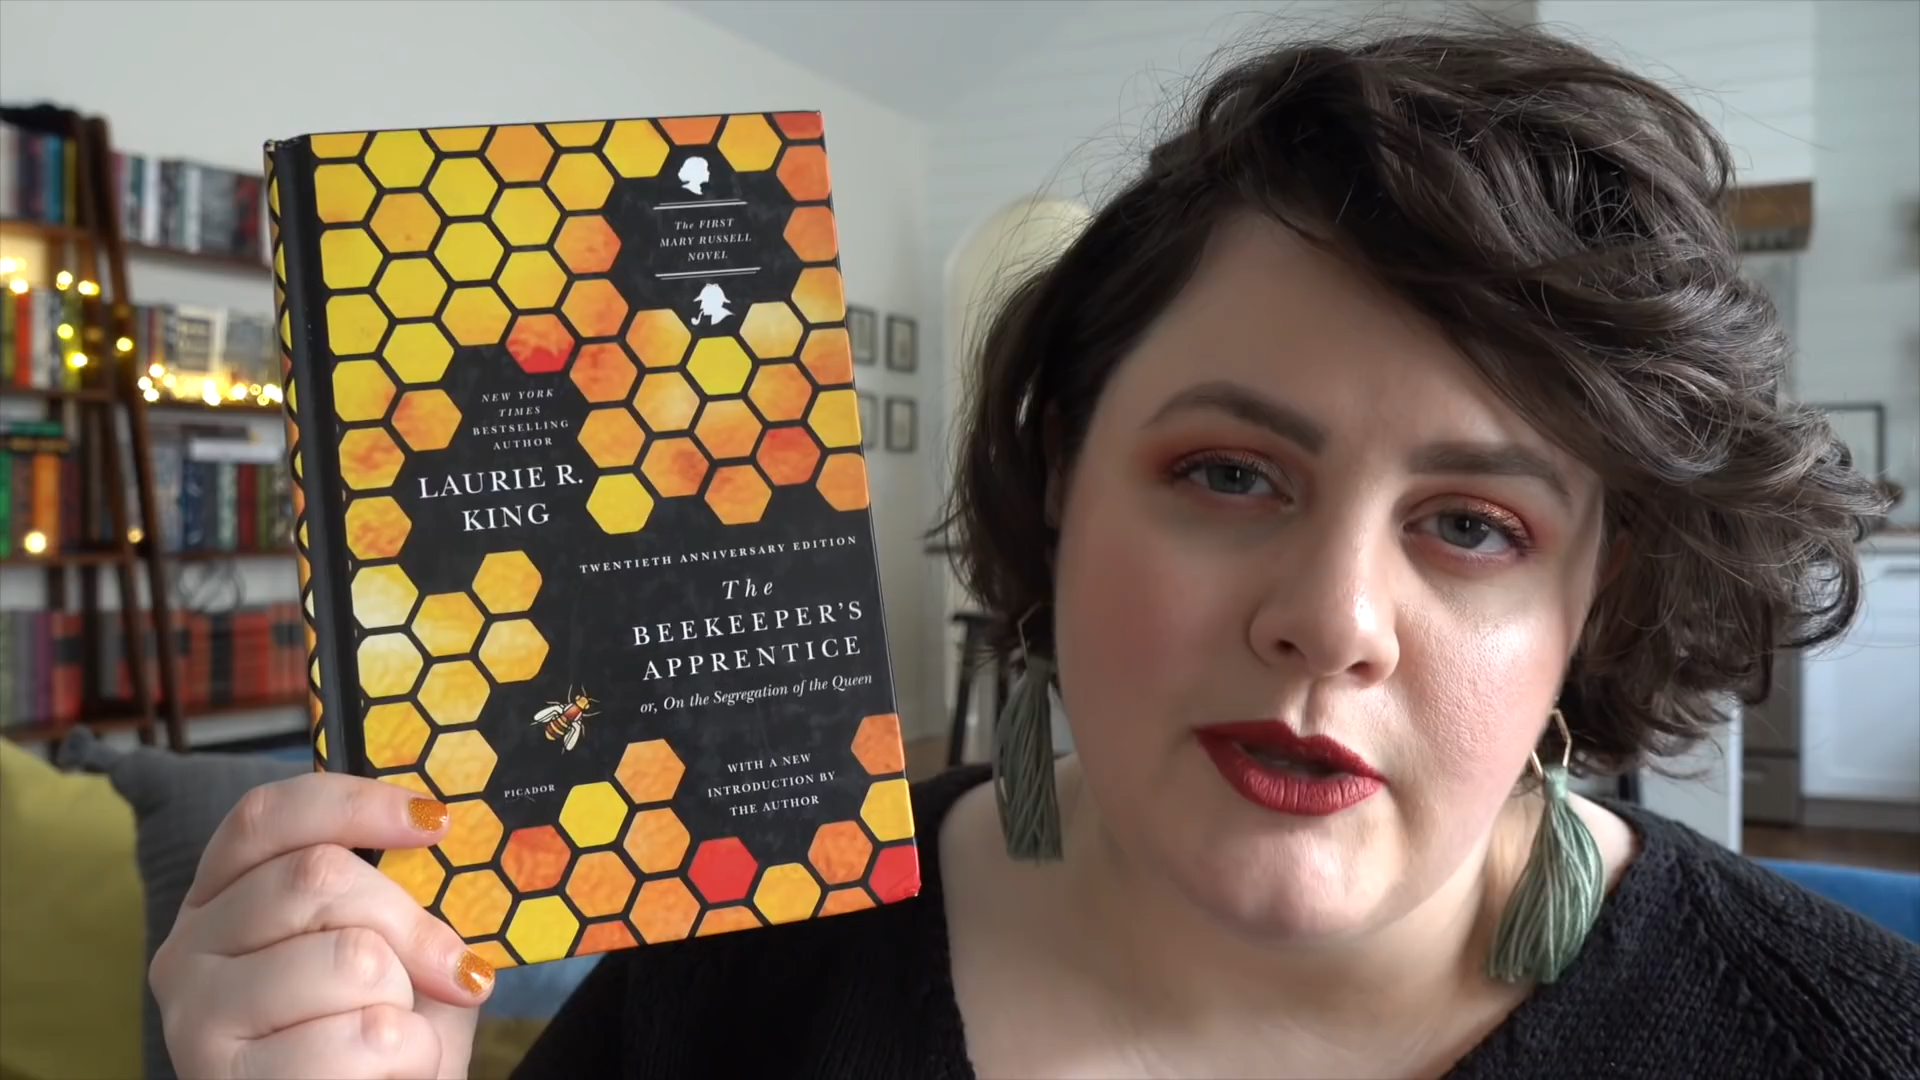 The FIRST
MARY RUSSELL
NOVEL
NEW YORK
TIMES
BESTSELLING
AUTHOR
LAURIE R.
KING
TWENTIETH ANNIVERSARY EDITION
The
BEEKEEPER'S
APPRENTICE
or, On the Segregation of the Queen
WITH A NEW
INTRODUCTION BY
THE AUTHOR
PICADOR